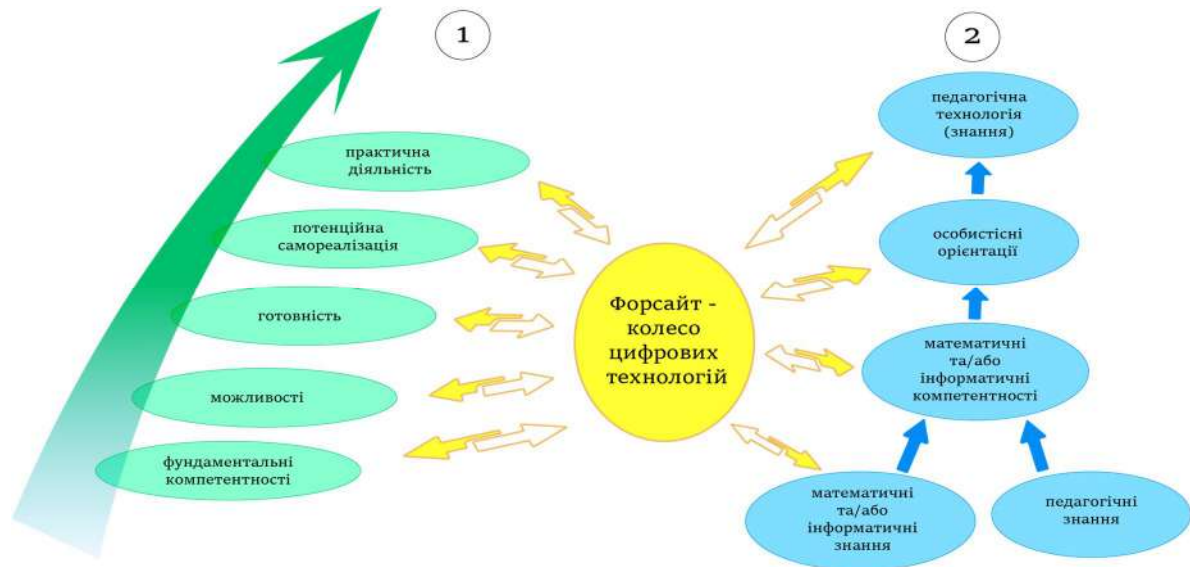 1
практична
діяльність
потенційна
самореалізація
готовність
можливості
фундаментальні
компетентності
Форсайт -
колесо
цифрових
технологій
2
педагогічна
технологія
(знання)
особистісні
орієнтації
математичні
та/або
інформатичні
компетентності
математичні
та/або
інформатичні
знання
педагогічні
знання